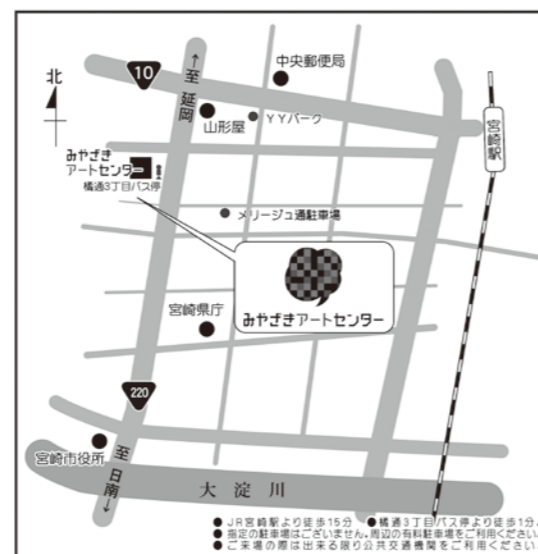 中央郵便局
10
↑至 延岡
北
山形屋
YYパーク
宮崎駅
みやざき
アートセンター
橘通3丁目バス停
メリージュ通駐車場
みやざきアートセンター
宮崎県庁
220
宮崎市役所
至 日南↓
大淀川
●JR宮崎駅より徒歩15分 ●橘通3丁目バス停より徒歩1分
●指定の駐車場はございません。周辺の有料駐車場をご利用ください
●ご来場の際は出来る限り公共交通機関をご利用ください